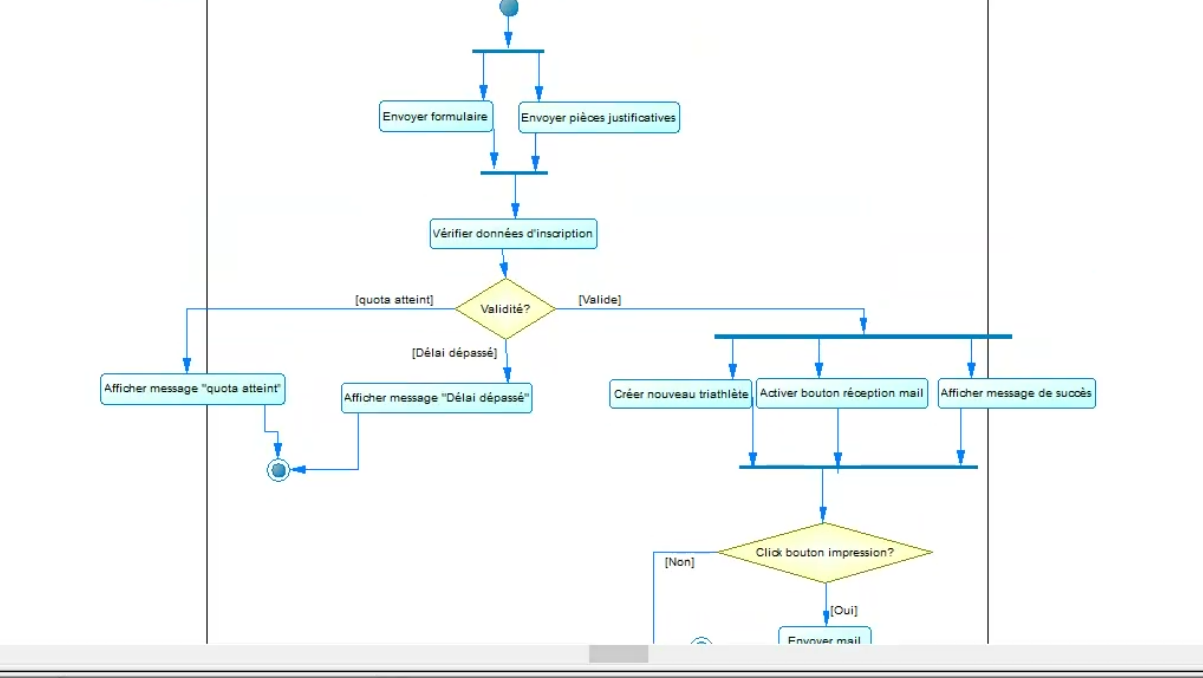 Envoyer formulaire
Envoyer pièces justificatives
Vérifier données d'inscription
[quota atteint]
Validité?
[Valide]
[Délai dépassé]
Afficher message "quota atteint"
Afficher message "Délai dépassé"
Créer nouveau triathlète
Activer bouton réception mail
Afficher message de succès
Click bouton impression?
[Non]
[Oui]
Envoyer mail